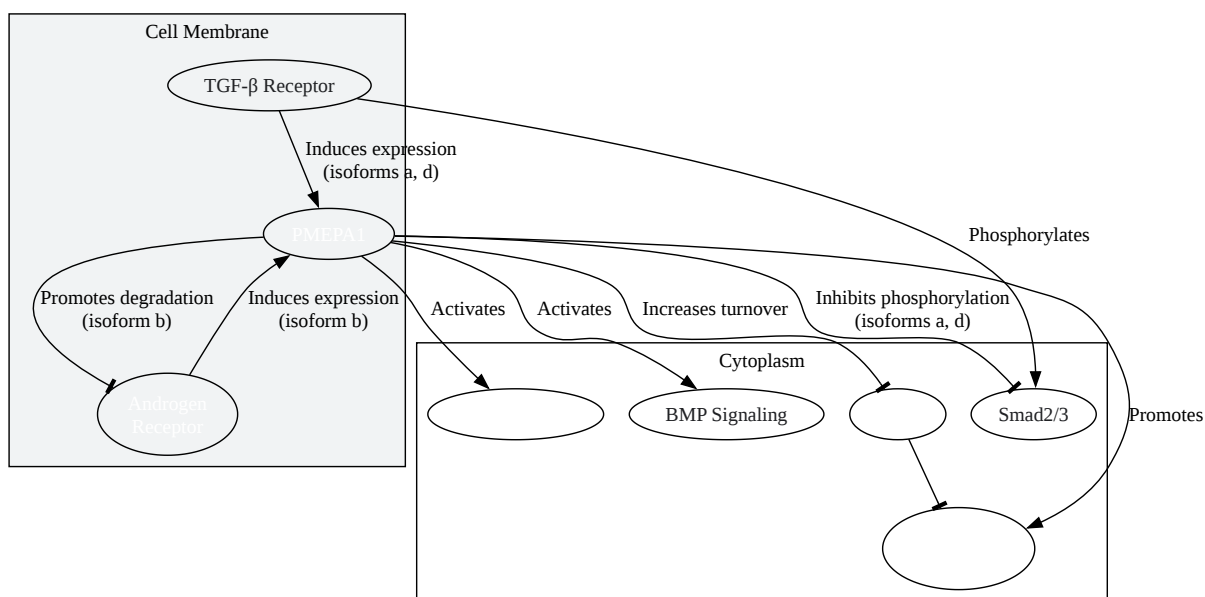 Cell Membrane
TGF-β Receptor
Induces expression
(isoforms a, d)
PMEPA1
Phosphorylates
Promotes degradation
(isoform b)
Induces expression
(isoform b)
Activates
Activates
Increases turnover
Inhibits phosphorylation
(isoforms a, d)
Cytoplasm
Androgen
Receptor
BMP Signaling
Smad2/3
Promotes